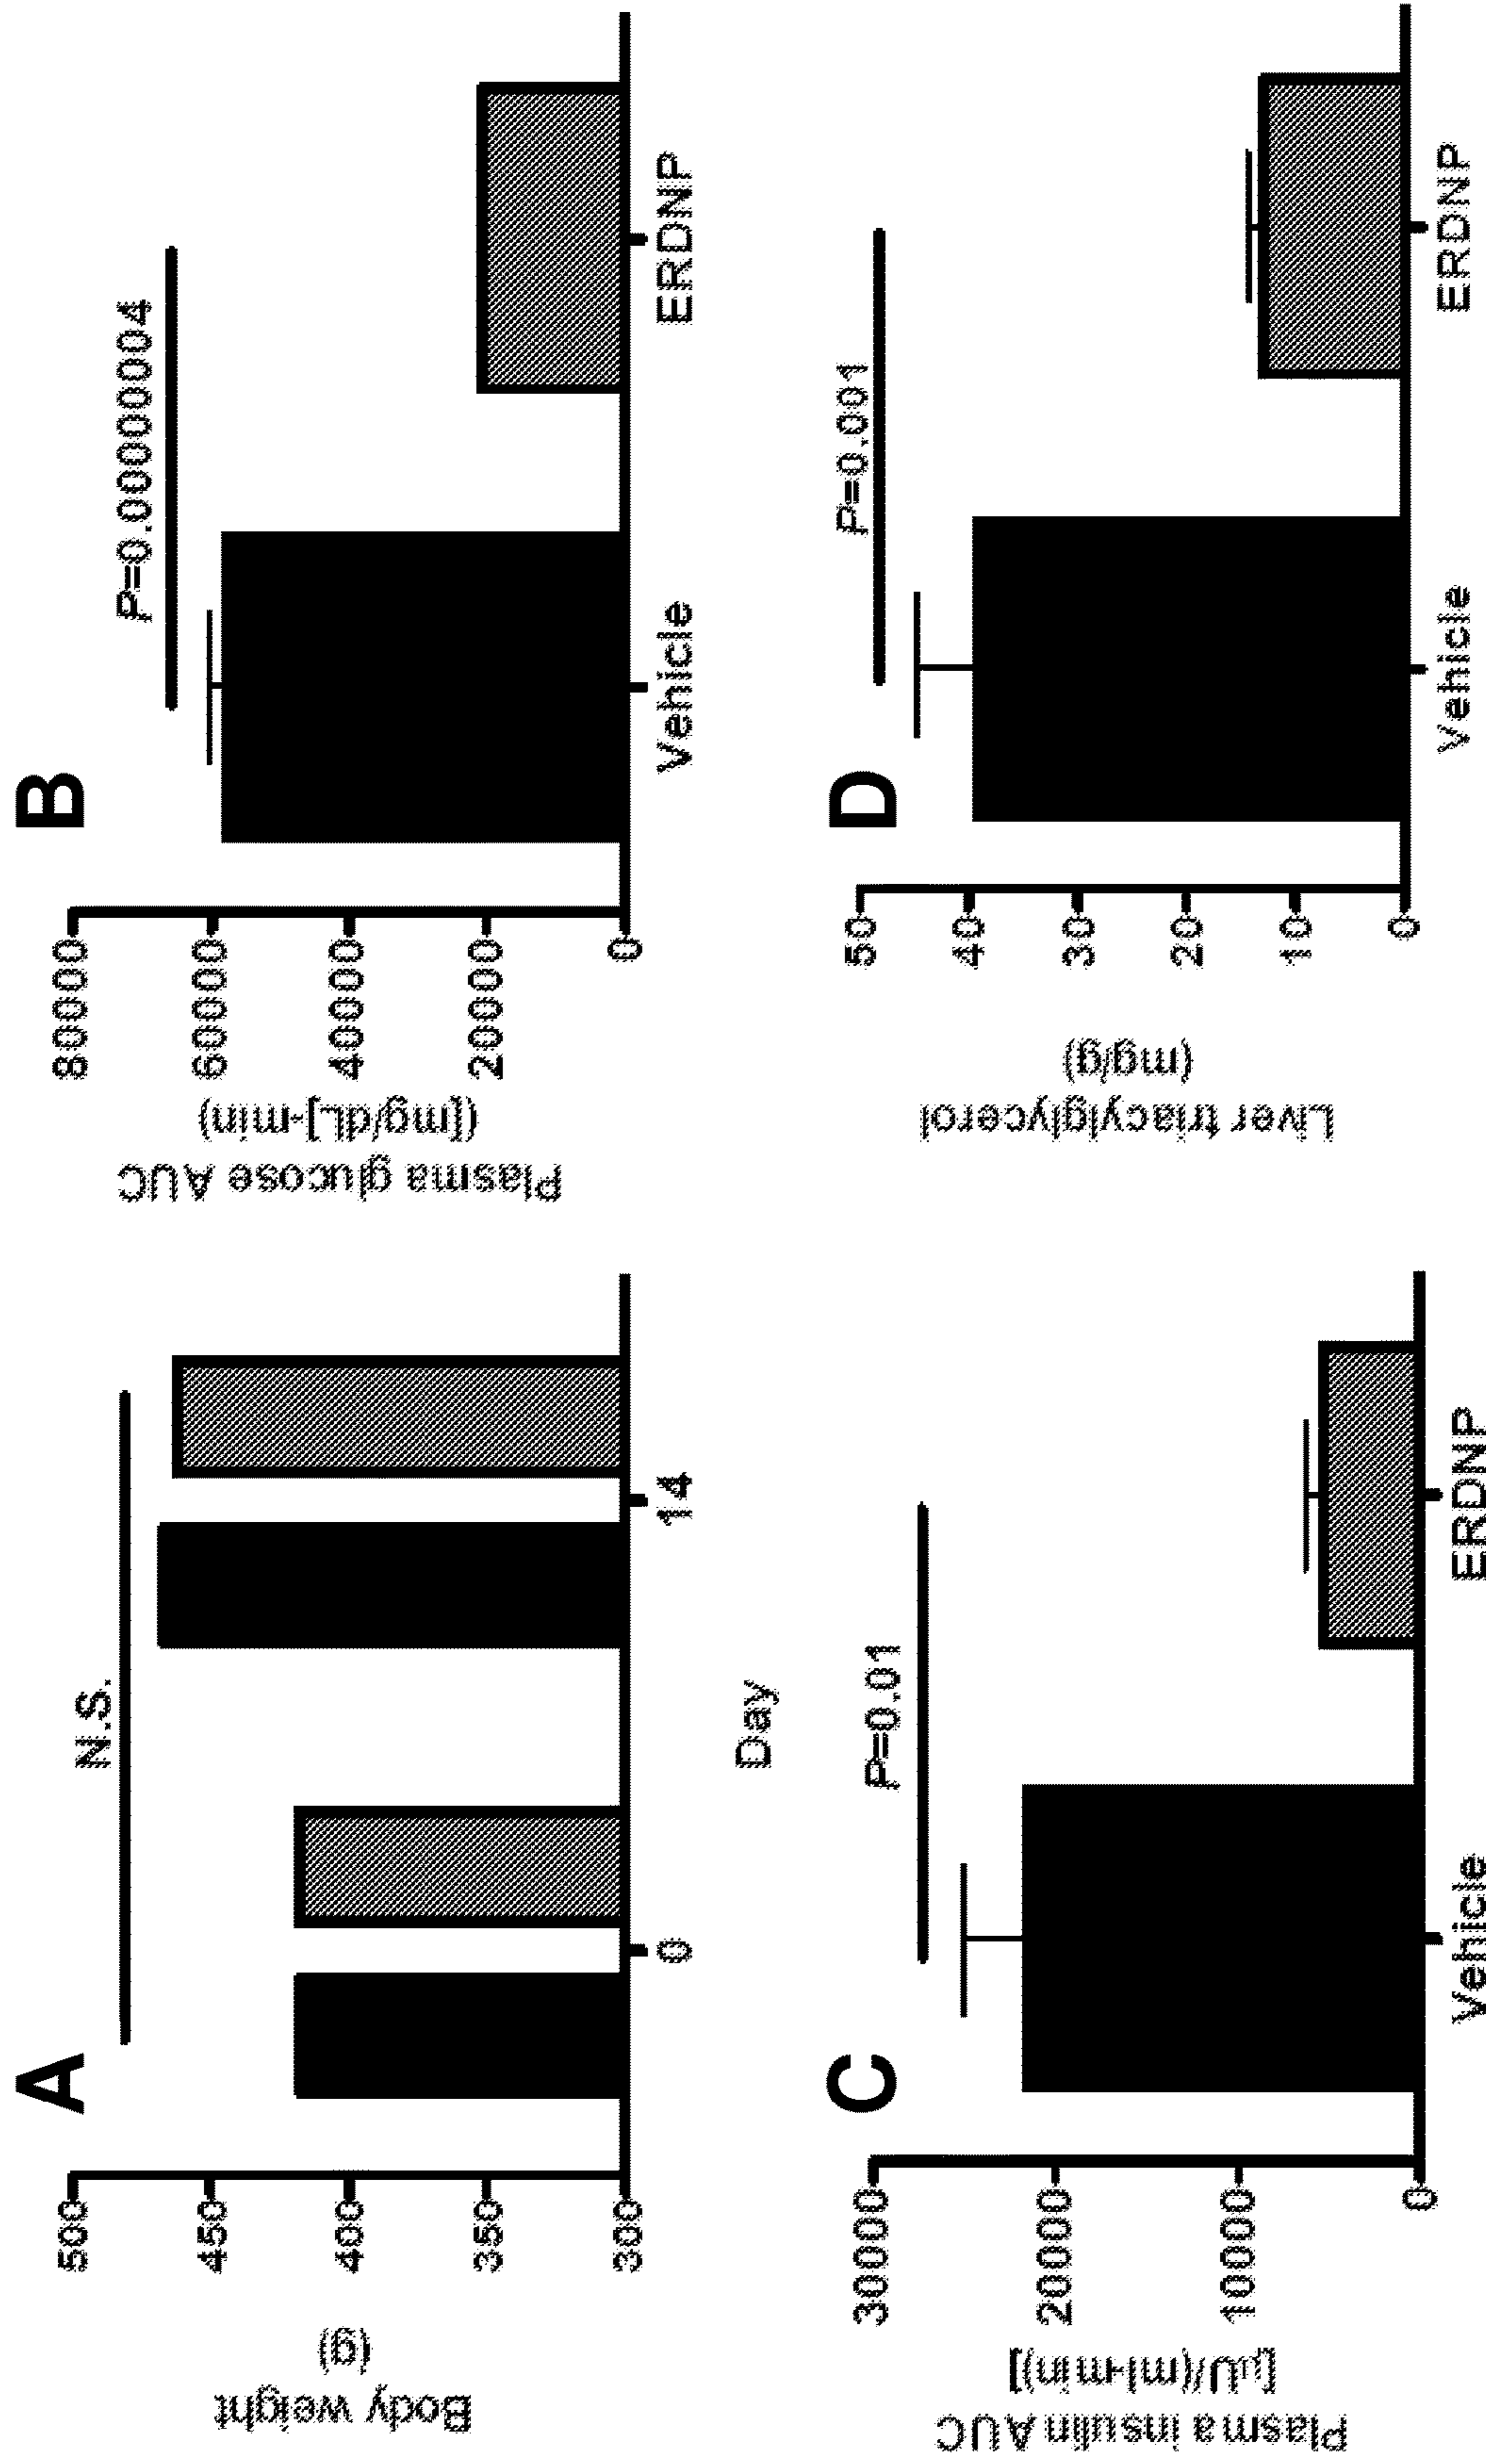 A
N.S.
Body weight
(g)
500
450
400
350
300
0
14
Day
B
P=0.0000004
Plasma glucose AUC
([mg/dL]-min)
80000
60000
40000
20000
0
Vehicle
ERDNP
C
P=0.01
Plasma insulin AUC
[μU/(ml-min)]
30000
20000
10000
0
Vehicle
ERDNP
D
P=0.001
Liver triacylglycerol
(mg/g)
50
40
30
20
10
0
Vehicle
ERDNP